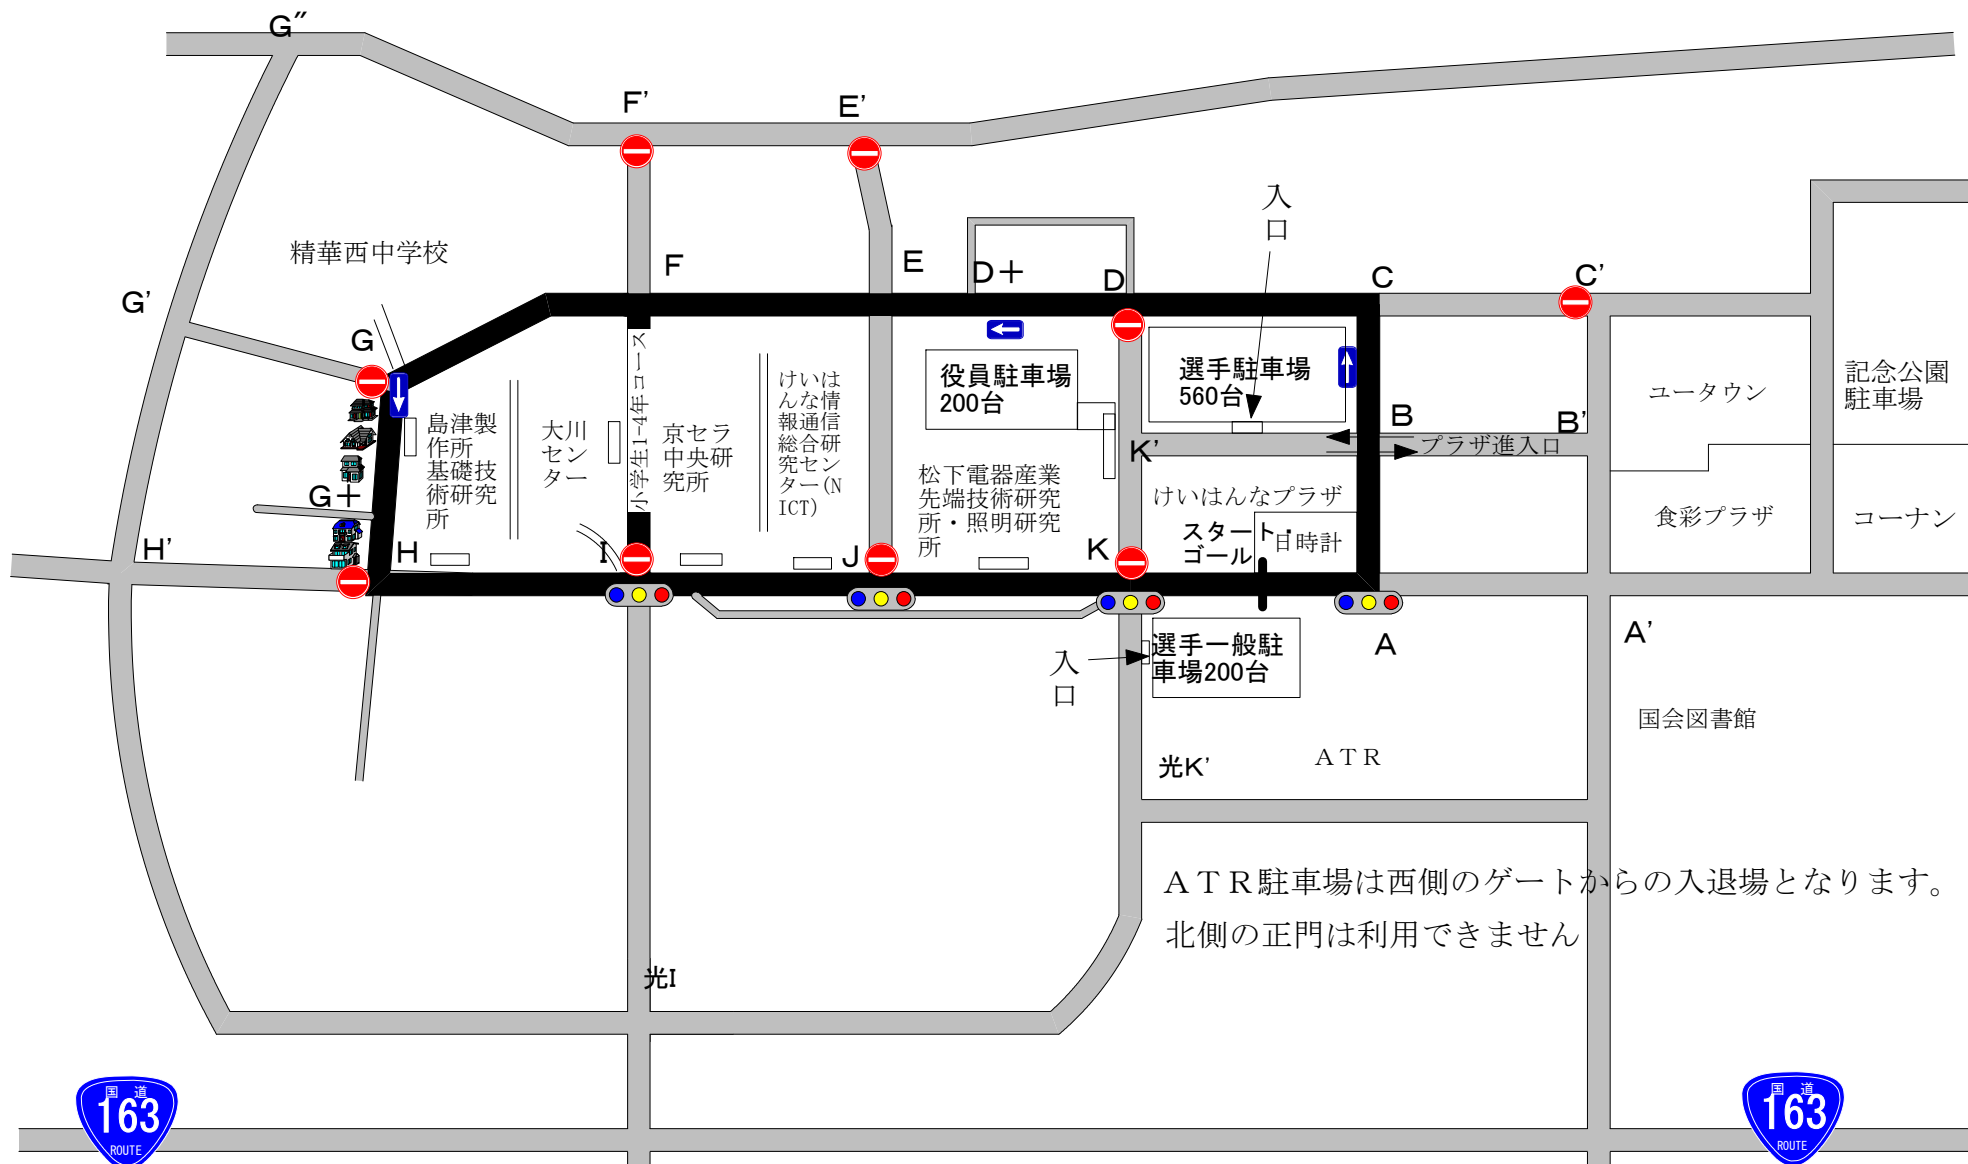 G″
F'
E'
入
口
精華西中学校
F
E
D＋
D
C
C'
G'
G
小学生1-4年コース
けいは
んな情
報通信
総合研
究セン
ター(N
ICT)
役員駐車場
200台
選手駐車場
560台
ユータウン
記念公園
駐車場
島津製
作所
基礎技
術研究
所
大川
セン
ター
京セラ
中央研
究所
B
B'
プラザ進入口
K'
松下電器産業
先端技術研究
所・照明研究
所
けいはんなプラザ
G＋
スタート・
ゴール
日時計
食彩プラザ
コーナン
H'
H
I
J
K
A
A'
入
口
選手一般駐
車場200台
国会図書館
光K'
ATR
ATR駐車場は西側のゲートからの入退場となります。
北側の正門は利用できません
光I
国道
163
ROUTE
国道
163
ROUTE